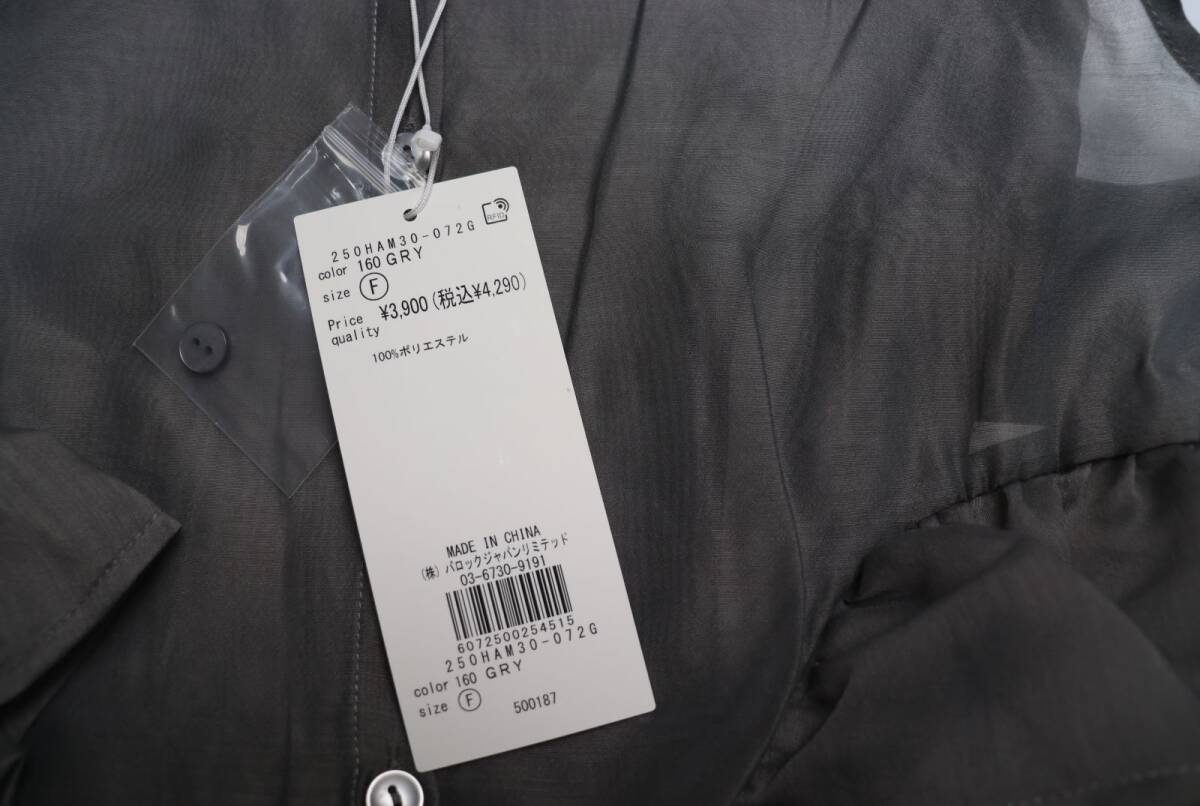 RFID
250HAM30-072G
color 160 GRY
size F
Price ¥3,900(税込¥4,290)
quality
100%ポリエステル
MADE IN CHINA
(株) バロックジャパンリミテッド
03-6730-9191
6072500254515
250HAM30-072G
color 160 GRY
size F
500187